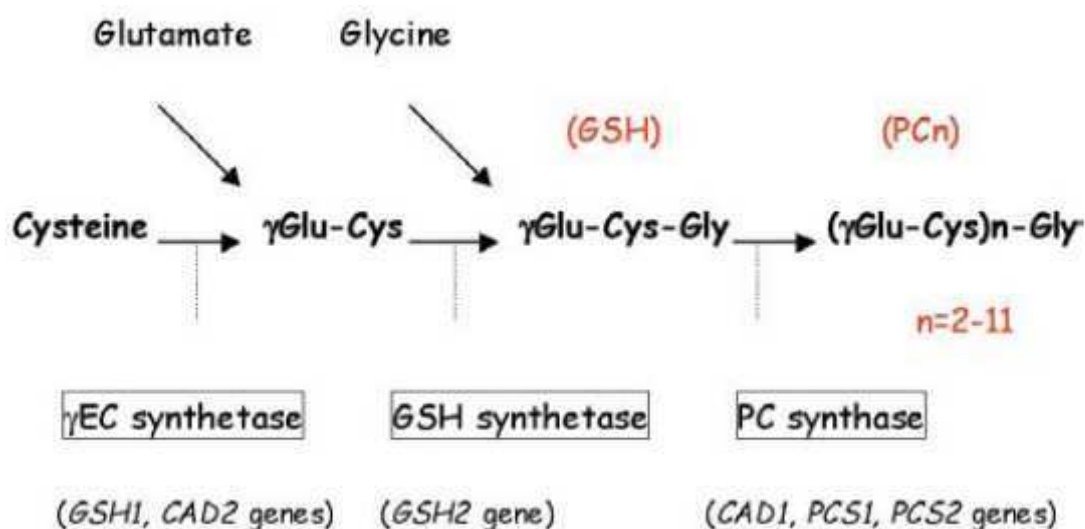 Glutamate Glycine
(GSH) (PCn)
Cysteine γGlu-Cys γGlu-Cys-Gly (γGlu-Cys)n-Gly
n=2-11
γEC synthetase GSH synthetase PC synthase
(GSH1, CAD2 genes) (GSH2 gene) (CAD1, PCS1, PCS2 genes)